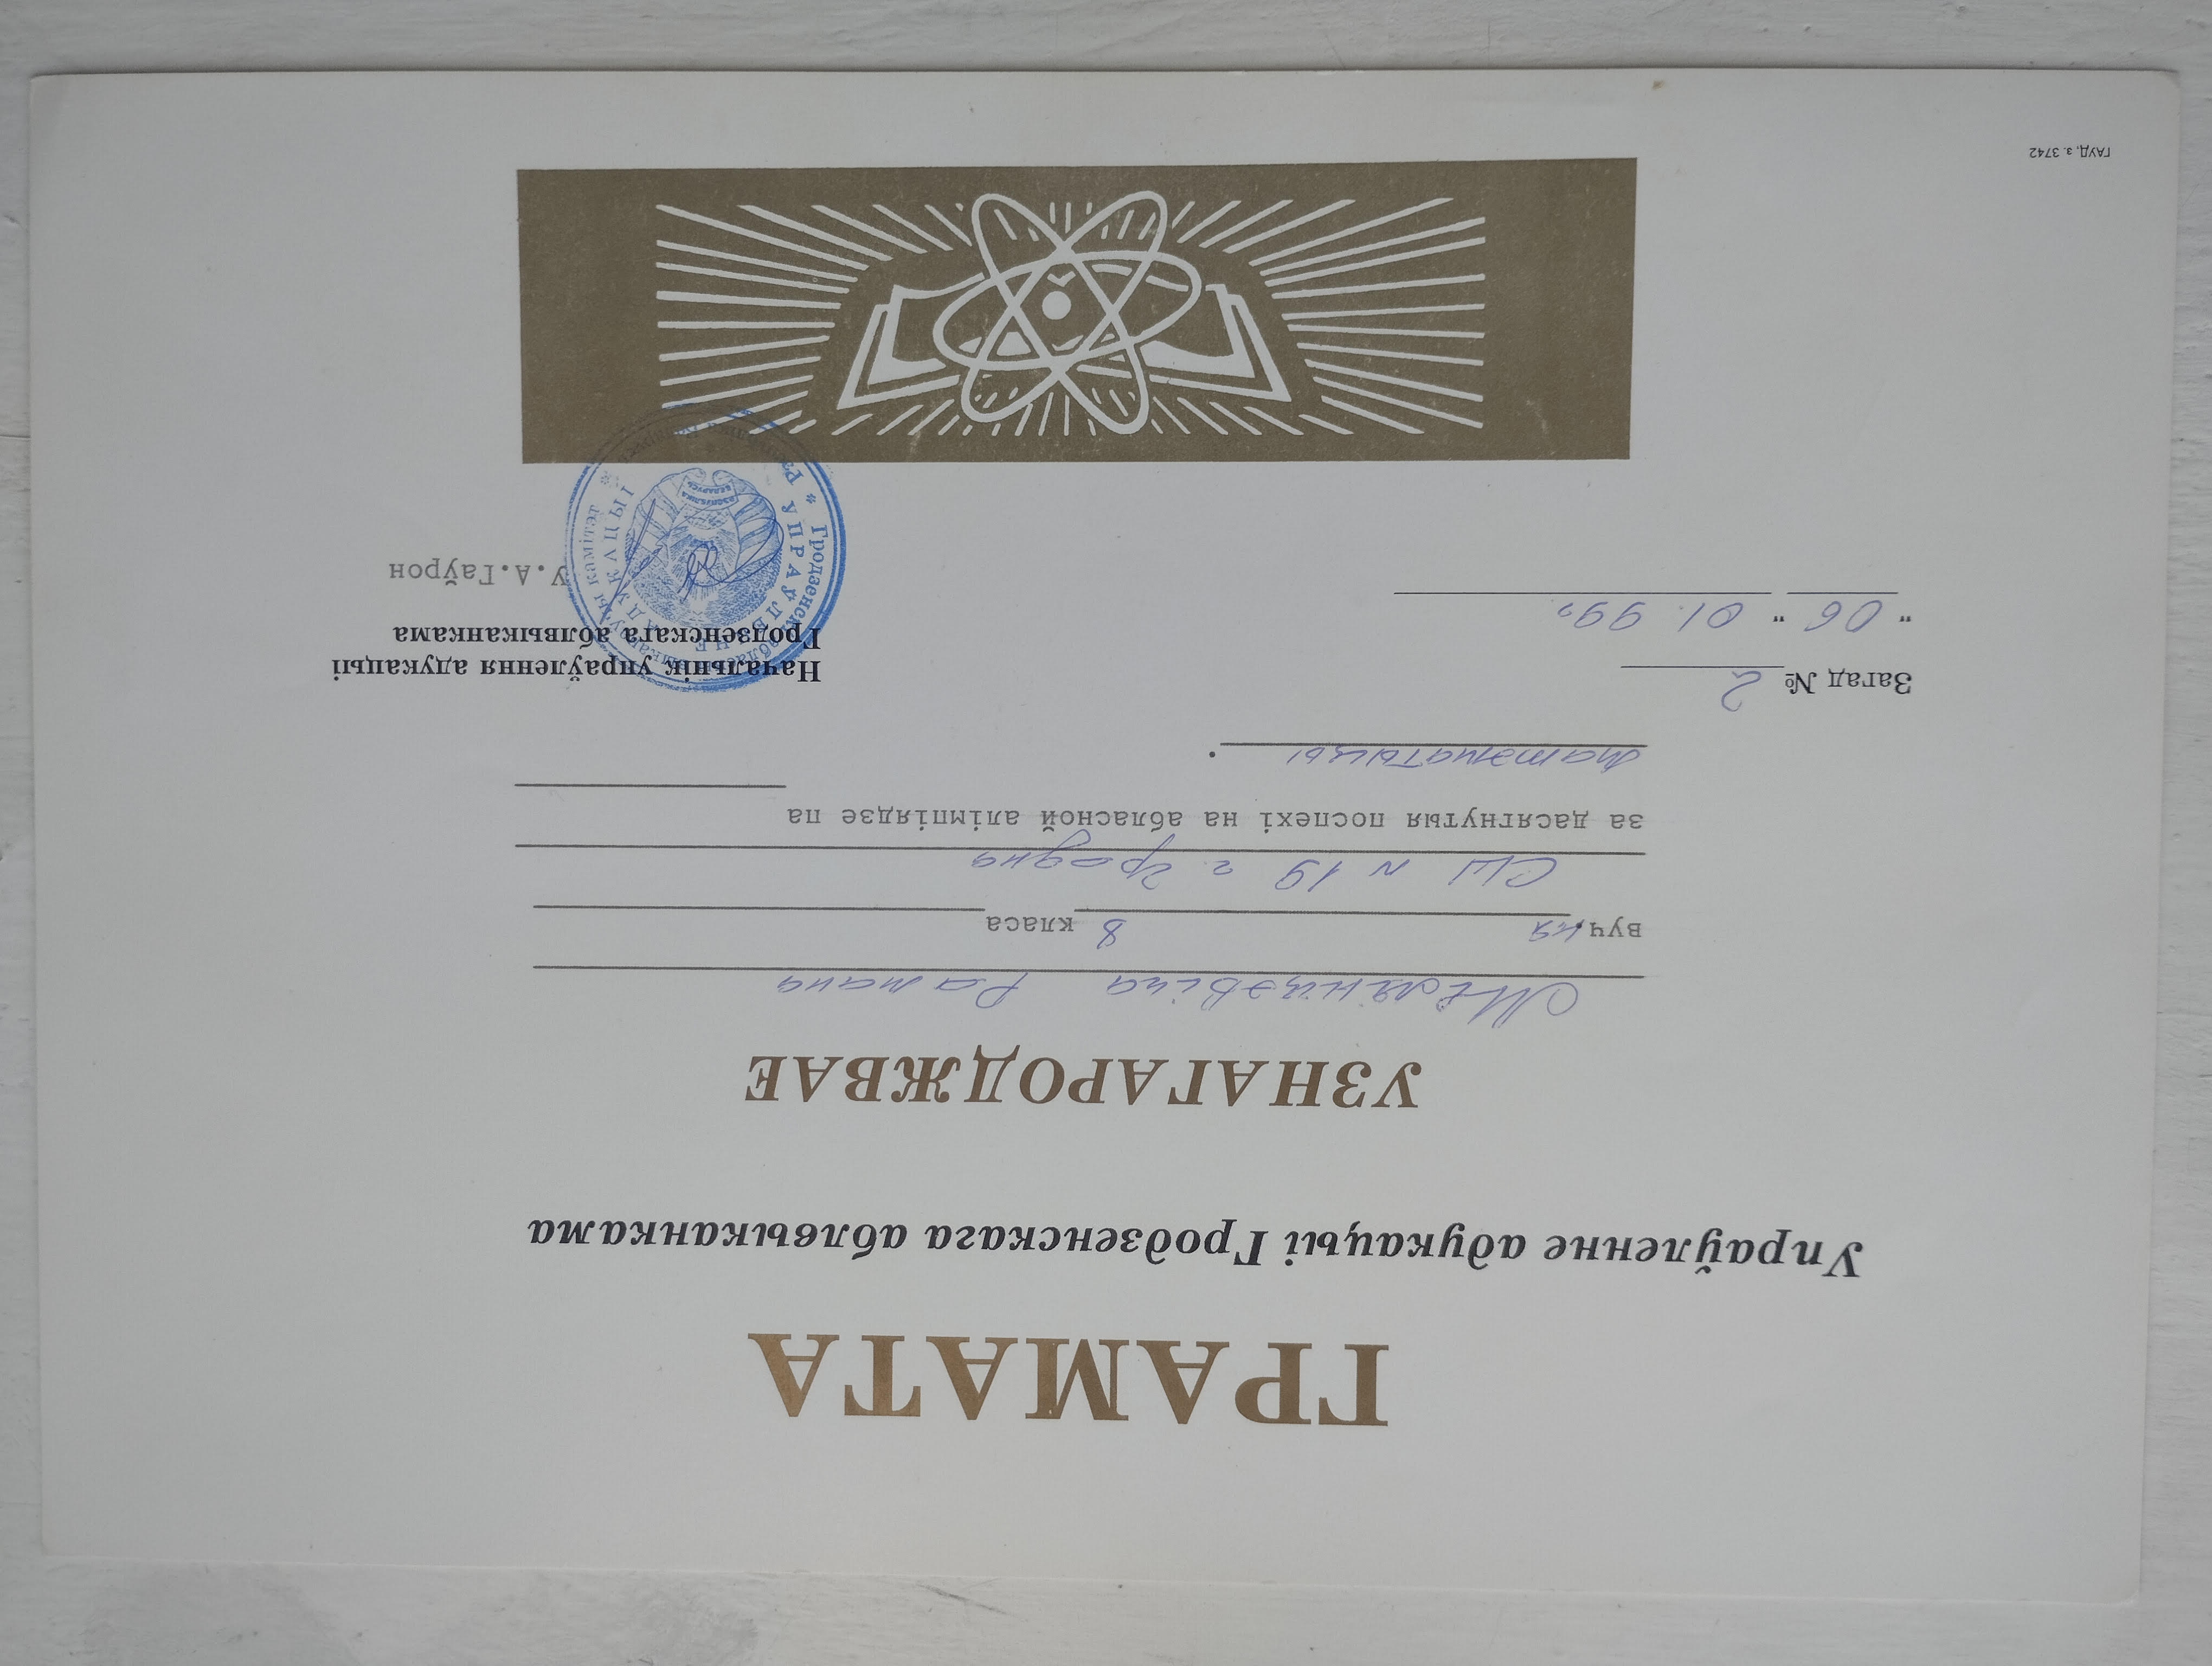 ГРАМАТА
Упраўленне адукацыі Гродзенскага аблвыканкама
УЗНАГАРОДЖВАЕ
Мілянцэвіча Рамана
вучня 8 класа
СШ N 19 г. Гродна
за дасягнутыя поспехі на абласной алімпіядзе па
матэматыцы.
Загад № 2
"06" 01. 99г.
Начальнік упраўлення адукацыі
Гродзенскага аблвыканкама
У.А.Гаўрон
Гродзенскі абласны выканаўчы камітэт
УПРАЎЛЕННЕ АДУКАЦЫІ
РЭСПУБЛІКА
БЕЛАРУСЬ
ГАУД, з. 3742